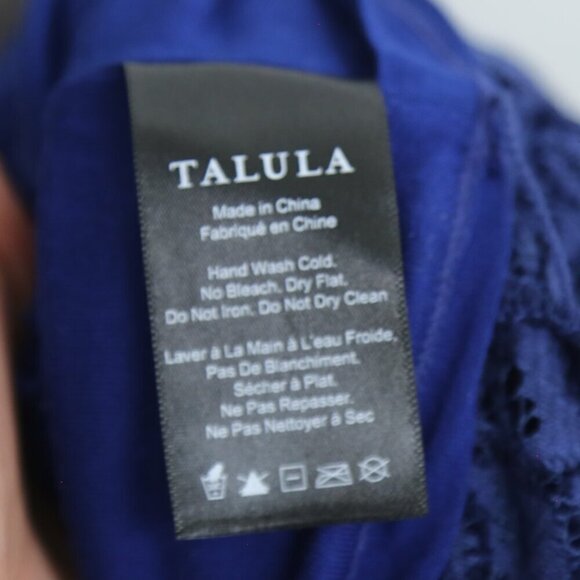 TALULA
Made in China
Fabriqué en Chine
Hand Wash Cold.
No Bleach. Dry Flat.
Do Not Iron. Do Not Dry Clean
Laver à La Main à L'eau Froide,
Pas De Blanchiment.
Sécher à Plat.
Ne Pas Repasser.
Ne Pas Nettoyer à Sec